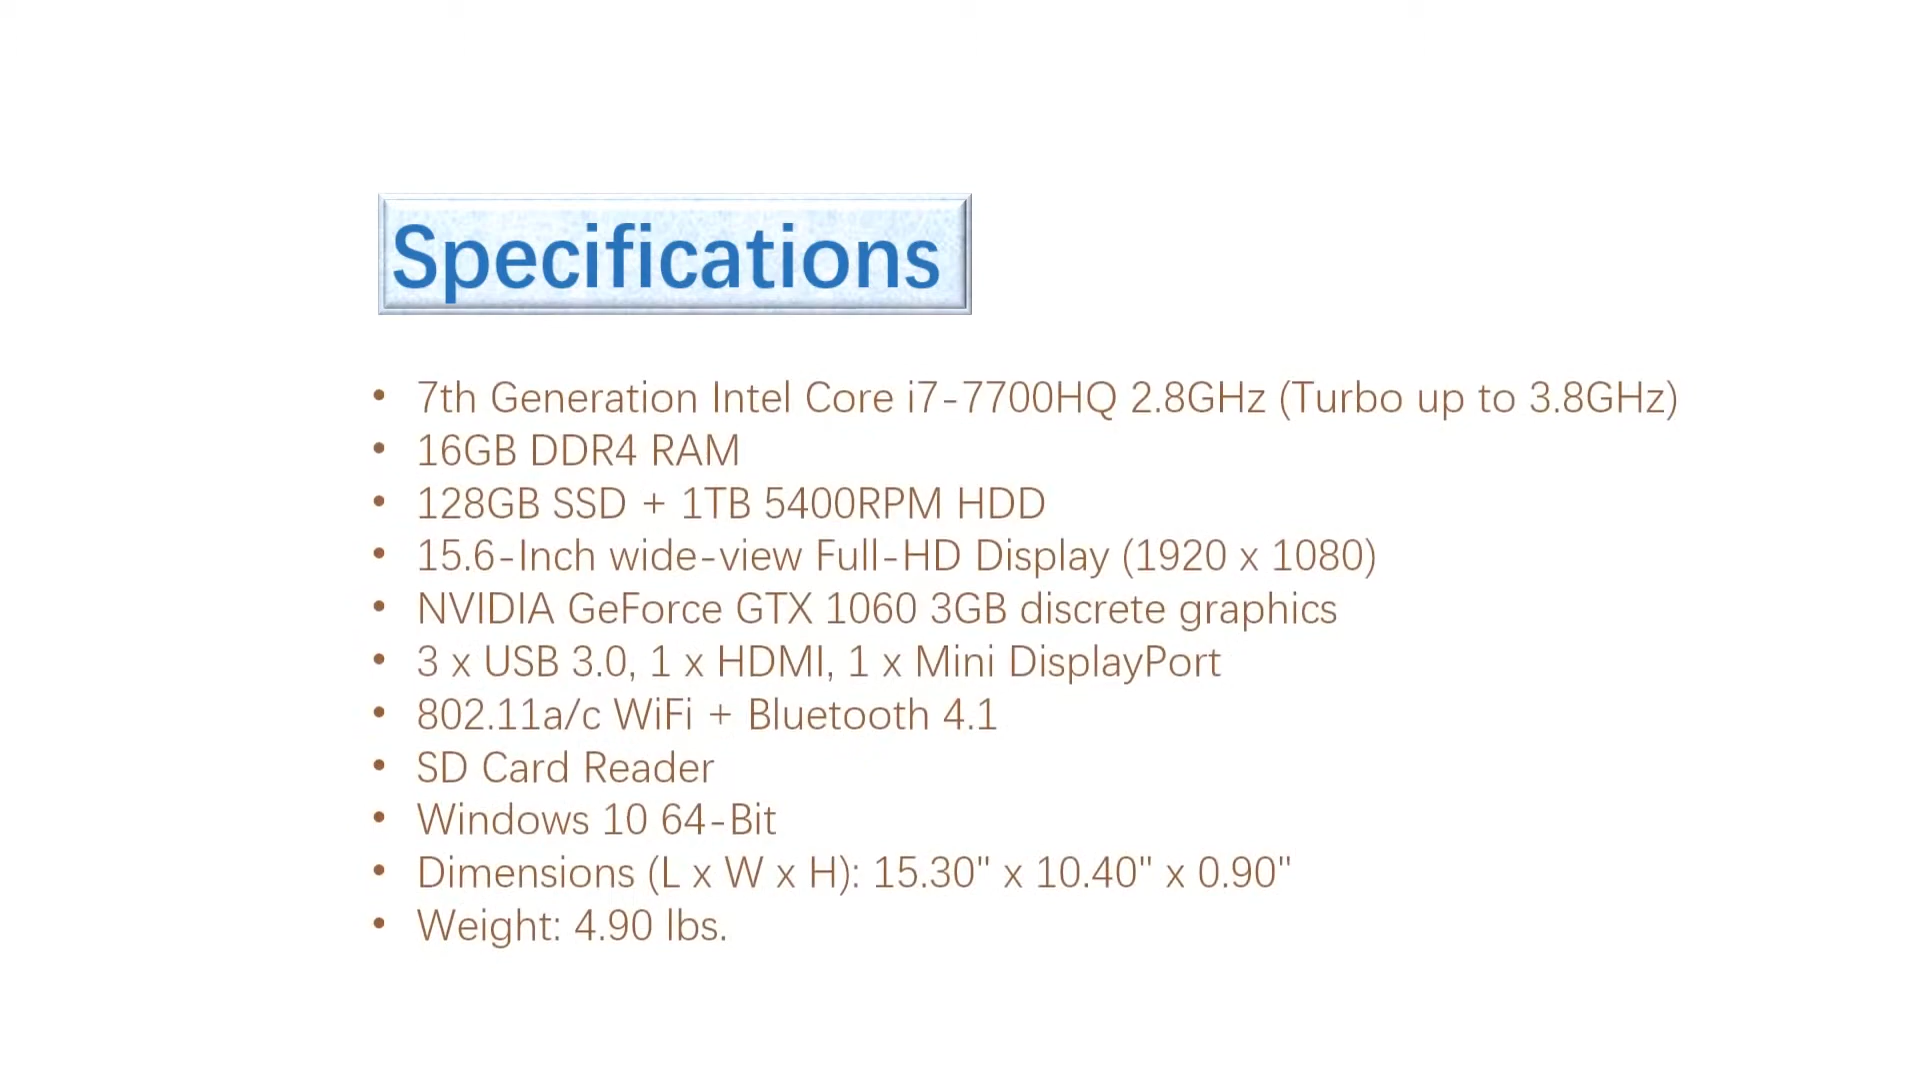 Specifications
• 7th Generation Intel Core i7-7700HQ 2.8GHz (Turbo up to 3.8GHz)
• 16GB DDR4 RAM
• 128GB SSD + 1TB 5400RPM HDD
• 15.6-Inch wide-view Full-HD Display (1920 x 1080)
• NVIDIA GeForce GTX 1060 3GB discrete graphics
• 3 x USB 3.0, 1 x HDMI, 1 x Mini DisplayPort
• 802.11a/c WiFi + Bluetooth 4.1
• SD Card Reader
• Windows 10 64-Bit
• Dimensions (L x W x H): 15.30" x 10.40" x 0.90"
• Weight: 4.90 lbs.